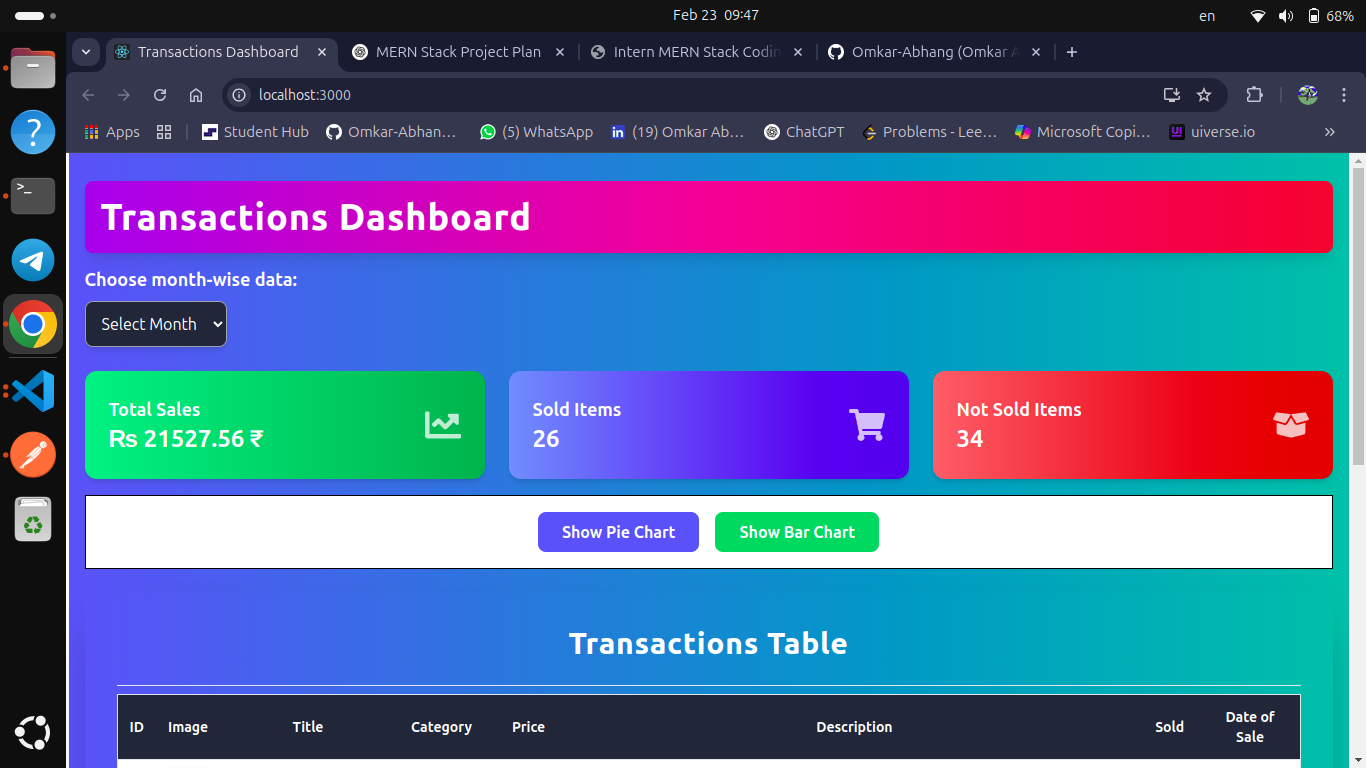 Feb 23 09:47
en
68%
Transactions Dashboard
MERN Stack Project Plan
Intern MERN Stack Codin
Omkar-Abhang (Omkar A
localhost:3000
Apps
Student Hub
Omkar-Abhan...
(5) WhatsApp
(19) Omkar Ab...
ChatGPT
Problems - Lee...
Microsoft Copi...
uiverse.io
Transactions Dashboard
Choose month-wise data:
Select Month
Total Sales
Rs 21527.56 ₹
Sold Items
26
Not Sold Items
34
Show Pie Chart
Show Bar Chart
Transactions Table
ID Image Title Category Price Description Sold Date of
Sale